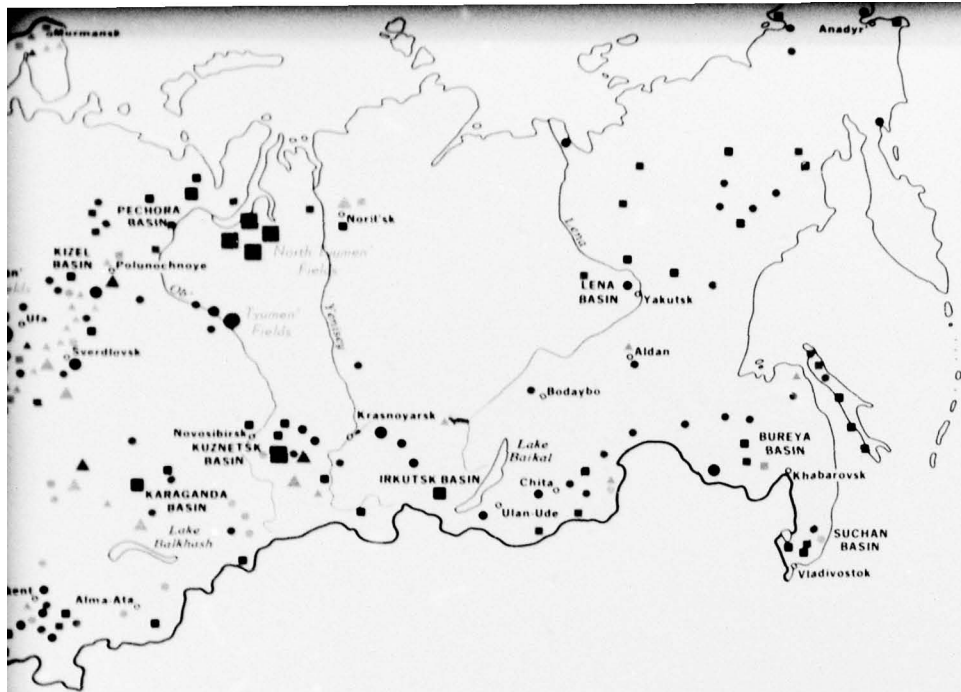 Murmansk
Anadyr'
PECHORA
BASIN
Noril'sk
KIZEL
BASIN
Polunochnoye
North Tyumen'
Fields
Lena
LENA
BASIN
Yakutsk
Ob'
Tyumen'
Fields
Yenisey
Ufa
Sverdlovsk
Aldan
Bodaybo
Krasnoyarsk
Novosibirsk
KUZNETSK
BASIN
Lake
Baikal
BUREYA
BASIN
Khabarovsk
IRKUTSK BASIN
Chita
KARAGANDA
BASIN
Ulan-Ude
Lake
Balkhash
SUCHAN
BASIN
Vladivostok
Alma-Ata